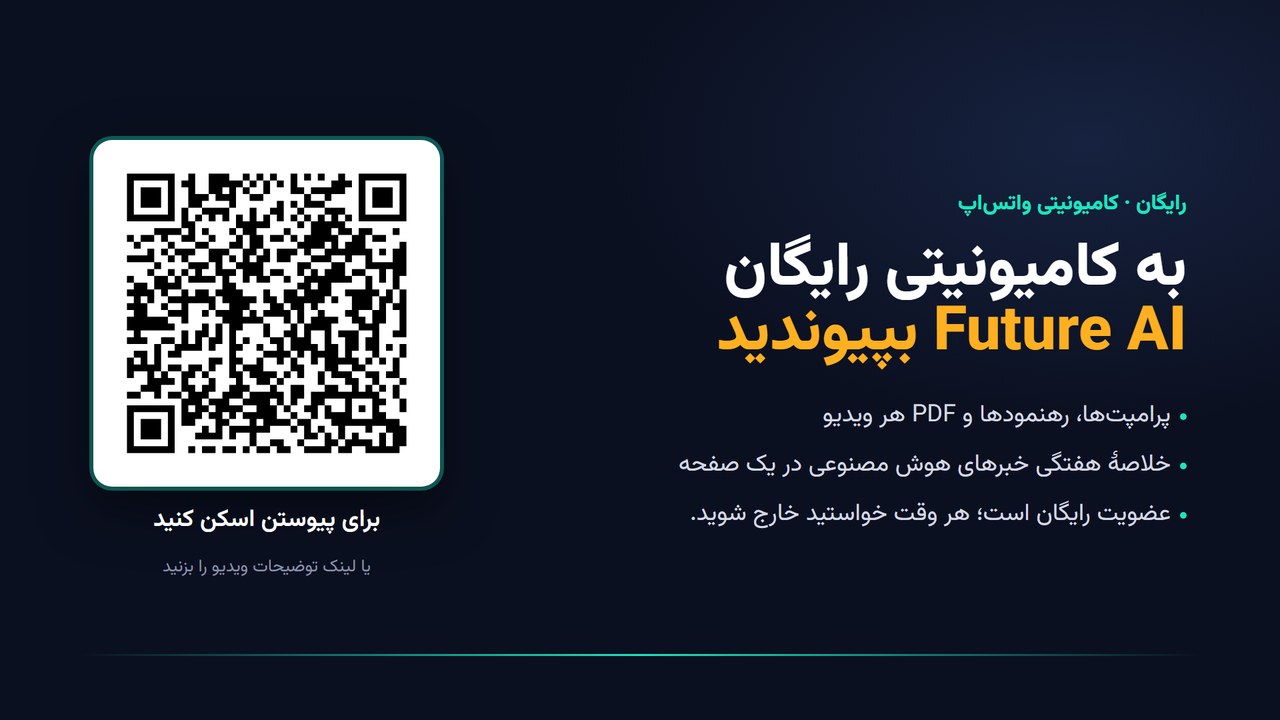 رایگان · کامیونیتی واتس‌اپ
به کامیونیتی رایگان
Future AI بپیوندید
• پرامپت‌ها، رهنمودها و PDF هر ویدیو
• خلاصهٔ هفتگی خبرهای هوش مصنوعی در یک صفحه
• عضویت رایگان است؛ هر وقت خواستید خارج شوید.
برای پیوستن اسکن کنید
یا لینک توضیحات ویدیو را بزنید